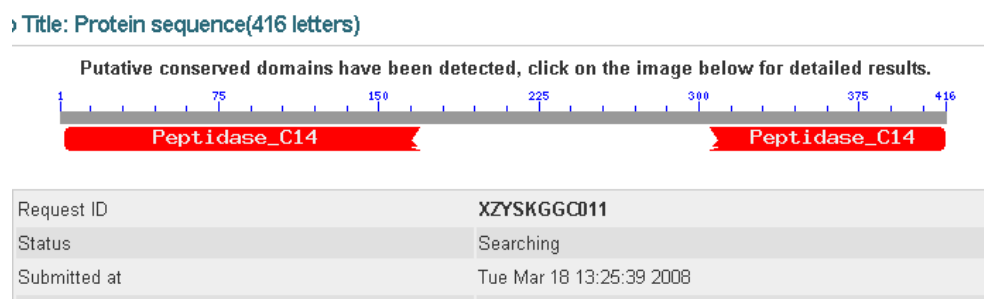 Title: Protein sequence(416 letters)
Putative conserved domains have been detected, click on the image below for detailed results.
1 75 150 225 300 375 416
Peptidase_C14 Peptidase_C14
Request ID XZYSKGGC011
Status Searching
Submitted at Tue Mar 18 13:25:39 2008